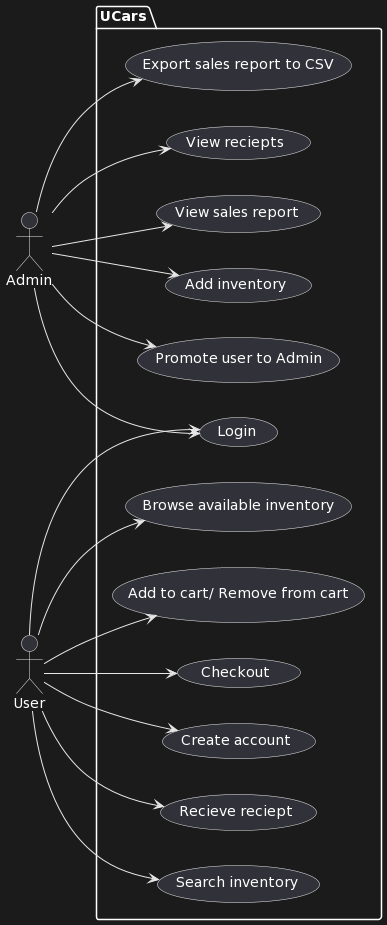 UCars
Export sales report to CSV
View reciepts
View sales report
Admin
Add inventory
Promote user to Admin
Login
Browse available inventory
Add to cart/ Remove from cart
Checkout
User
Create account
Recieve reciept
Search inventory